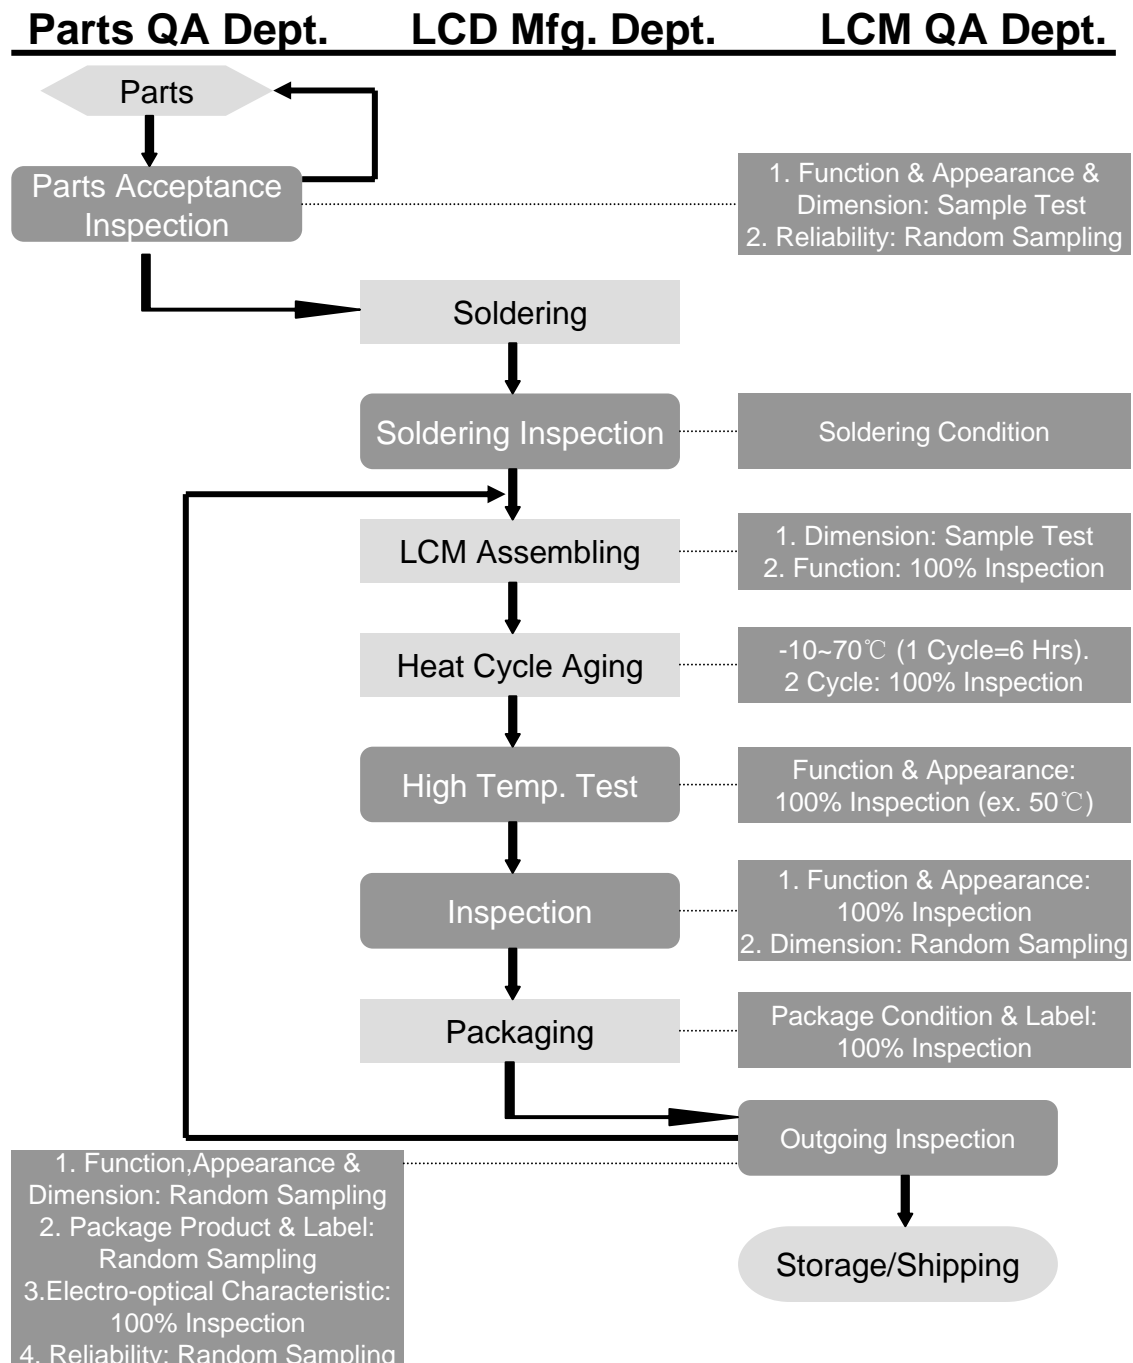 Parts QA Dept. LCD Mfg. Dept. LCM QA Dept.
Parts
Parts Acceptance
Inspection
1. Function & Appearance &
Dimension: Sample Test
2. Reliability: Random Sampling
Soldering
Soldering Inspection
Soldering Condition
LCM Assembling
1. Dimension: Sample Test
2. Function: 100% Inspection
Heat Cycle Aging
-10~70℃ (1 Cycle=6 Hrs).
2 Cycle: 100% Inspection
High Temp. Test
Function & Appearance:
100% Inspection (ex. 50℃)
Inspection
1. Function & Appearance:
100% Inspection
2. Dimension: Random Sampling
Packaging
Package Condition & Label:
100% Inspection
Outgoing Inspection
1. Function,Appearance &
Dimension: Random Sampling
2. Package Product & Label:
Random Sampling
3.Electro-optical Characteristic:
100% Inspection
4. Reliability: Random Sampling
Storage/Shipping